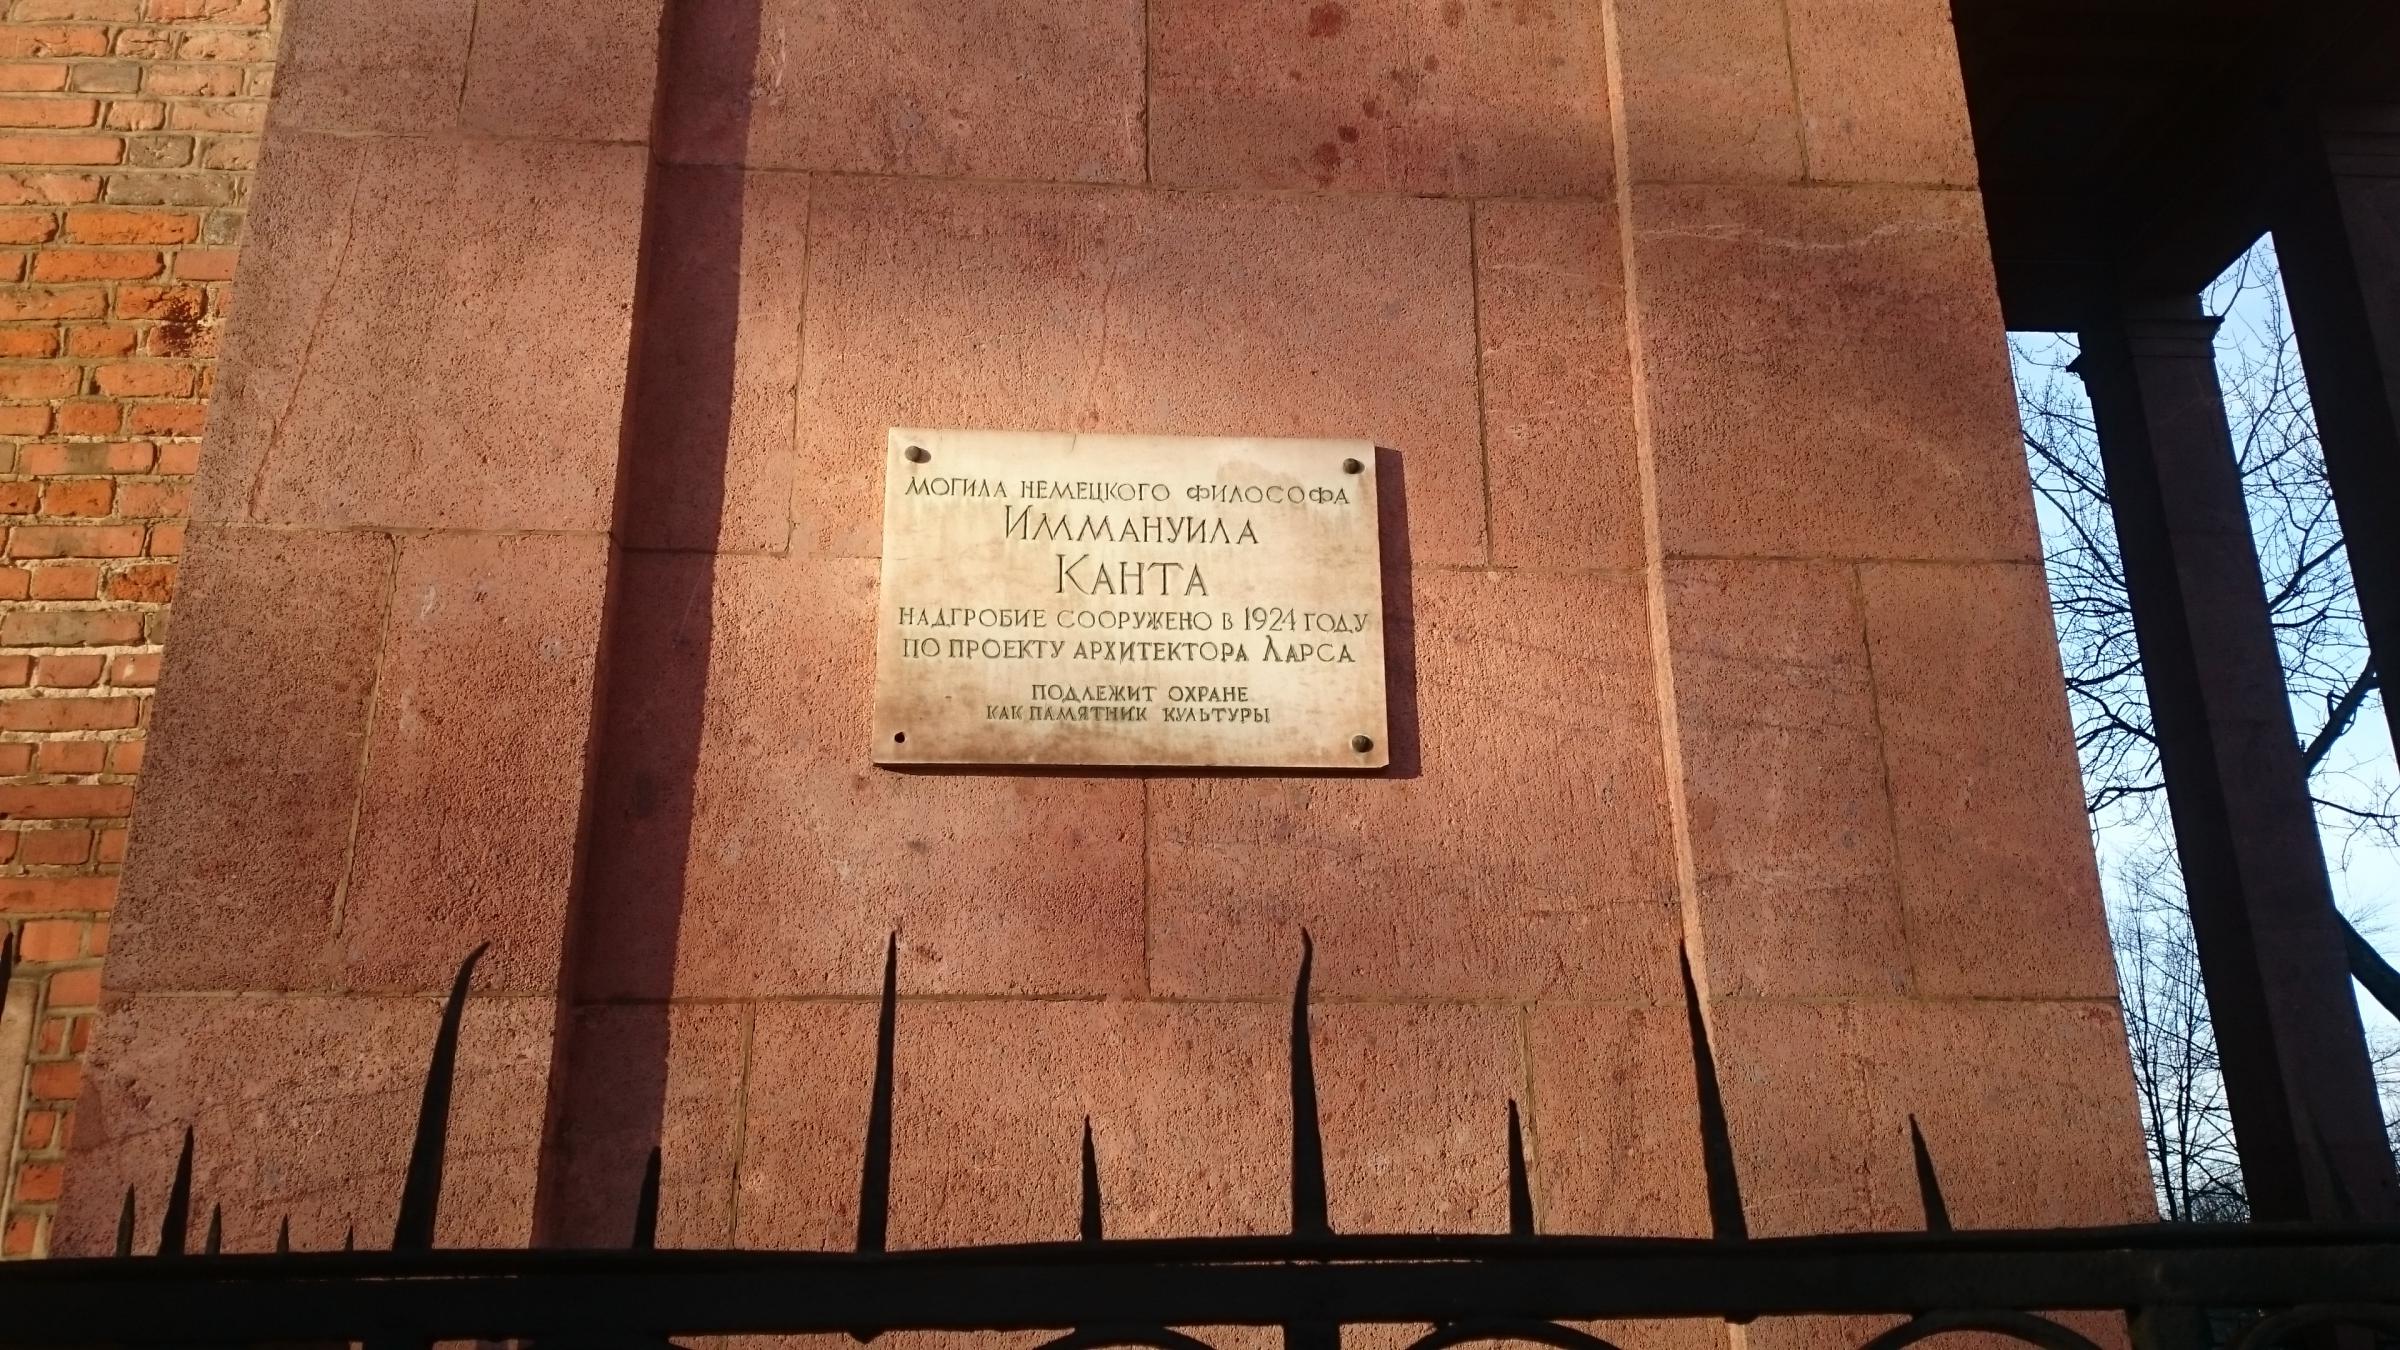 МОГИЛА НЕМЕЦКОГО ФИЛОСОФА
ИММАНУИЛА
КАНТА
НАДГРОБИЕ СООРУЖЕНО В 1924 ГОДУ
ПО ПРОЕКТУ АРХИТЕКТОРА ЛАРСА
ПОДЛЕЖИТ ОХРАНЕ
КАК ПАМЯТНИК КУЛЬТУРЫ